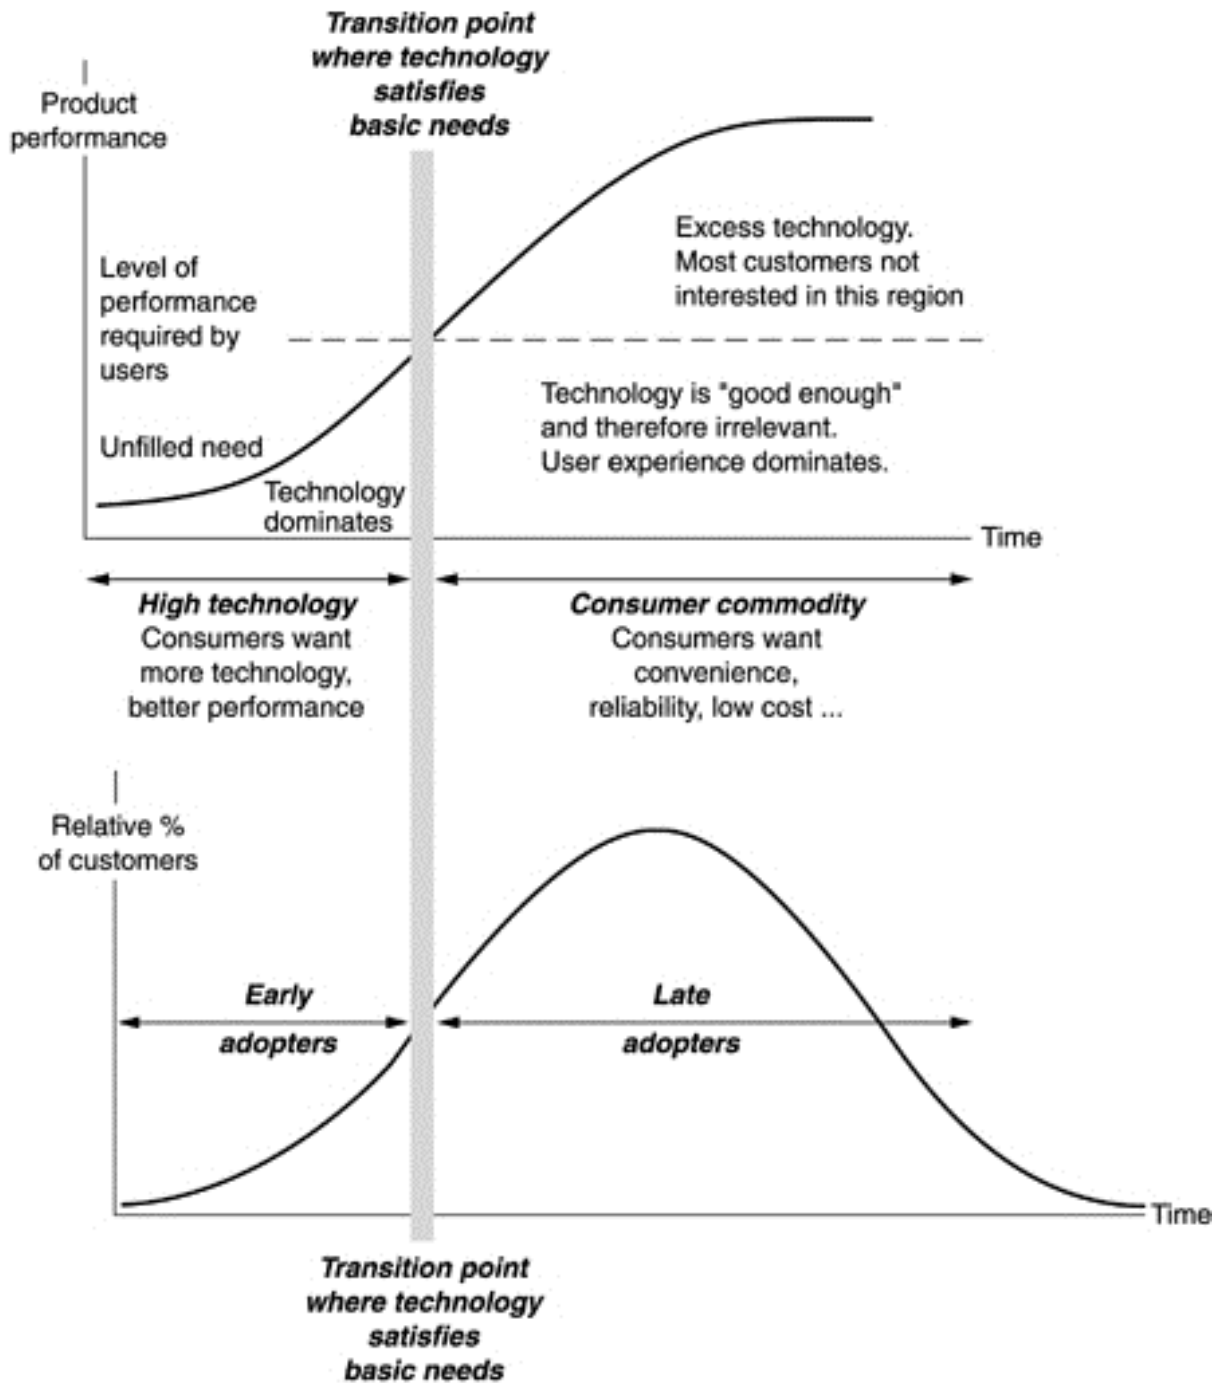 Transition point
where technology
satisfies
basic needs
Product
performance
Excess technology.
Most customers not
interested in this region
Level of
performance
required by
users
Technology is "good enough"
and therefore irrelevant.
User experience dominates.
Unfilled need
Technology
dominates
Time
High technology
Consumers want
more technology,
better performance
Consumer commodity
Consumers want
convenience,
reliability, low cost ...
Relative %
of customers
Early
adopters
Late
adopters
Time
Transition point
where technology
satisfies
basic needs